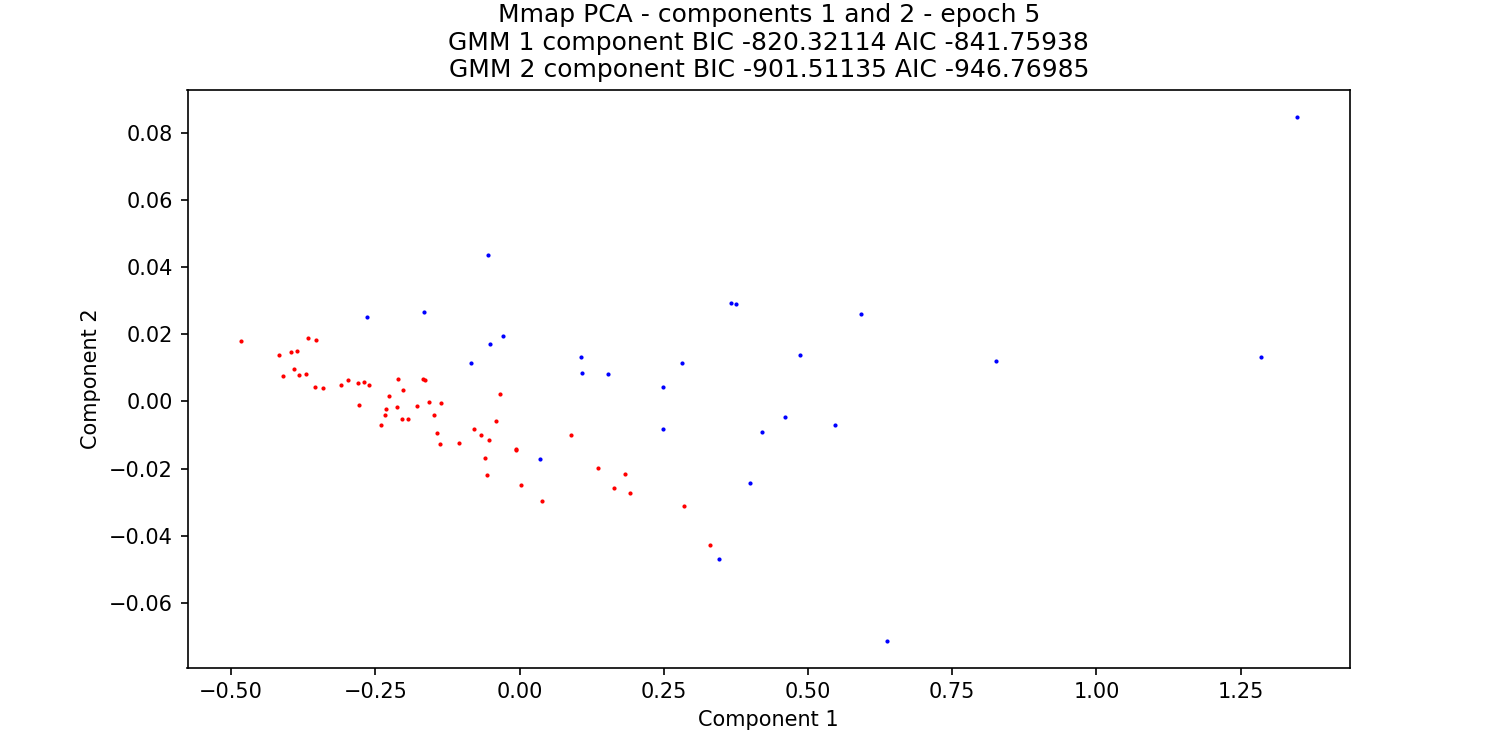 Mmap PCA - components 1 and 2 - epoch 5
GMM 1 component BIC -820.32114 AIC -841.75938
GMM 2 component BIC -901.51135 AIC -946.76985
0.08
0.06
0.04
0.02
0.00
−0.02
−0.04
−0.06
Component 2
−0.50 −0.25 0.00 0.25 0.50 0.75 1.00 1.25
Component 1